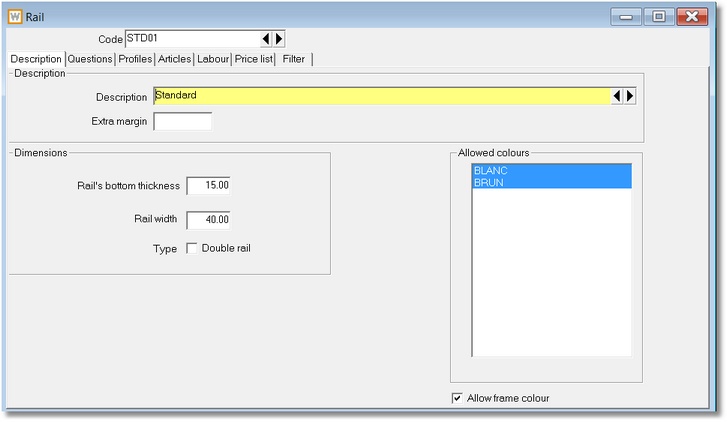 Rail
Code STD01
Description Questions Profiles Articles Labour Price list Filter
Description
Description Standard
Extra margin
Dimensions
Rail's bottom thickness 15.00
Rail width 40.00
Type Double rail
Allowed colours
BLANC
BRUN
Allow frame colour